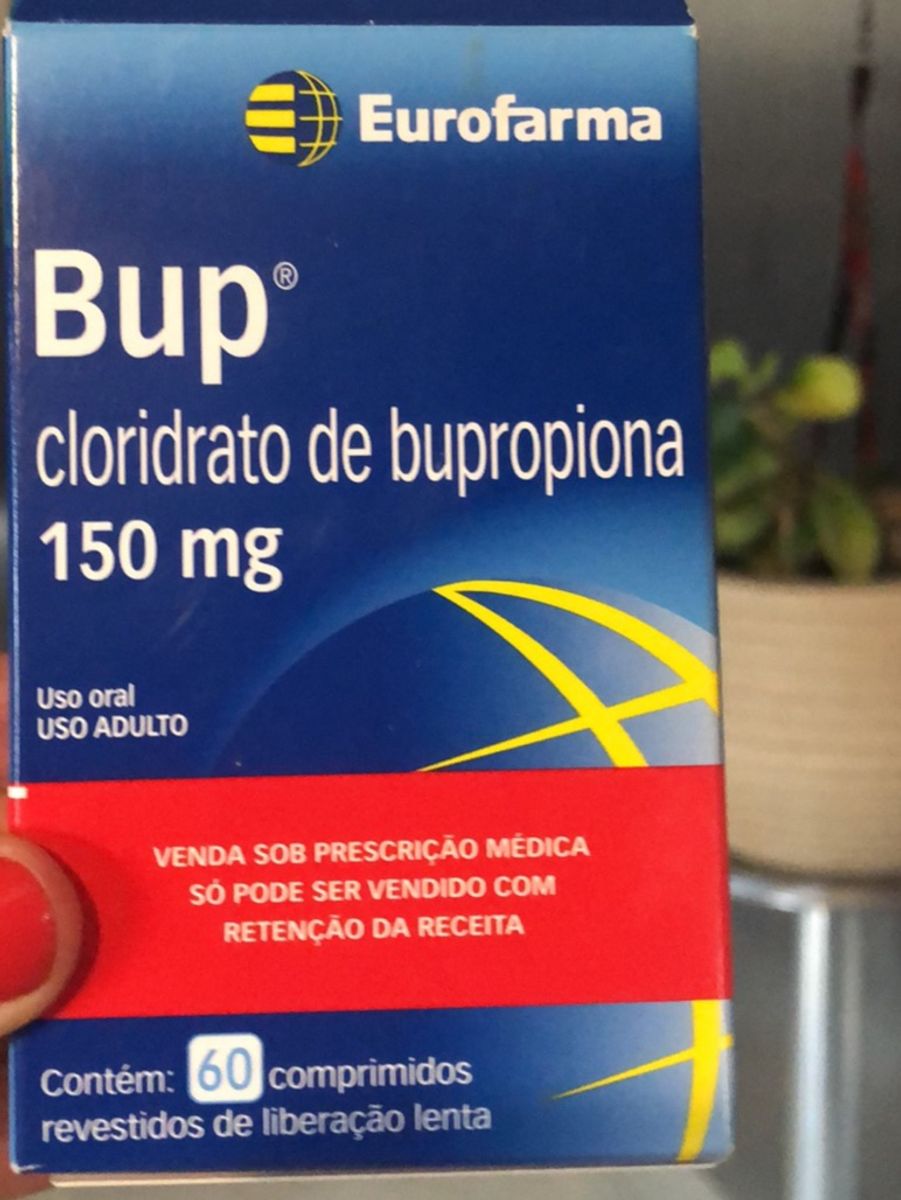 Eurofarma
Bup®
cloridrato de bupropiona
150 mg
Uso oral
USO ADULTO
VENDA SOB PRESCRIÇÃO MÉDICA
SÓ PODE SER VENDIDO COM
RETENÇÃO DA RECEITA
Contém: 60 comprimidos
revestidos de liberação lenta